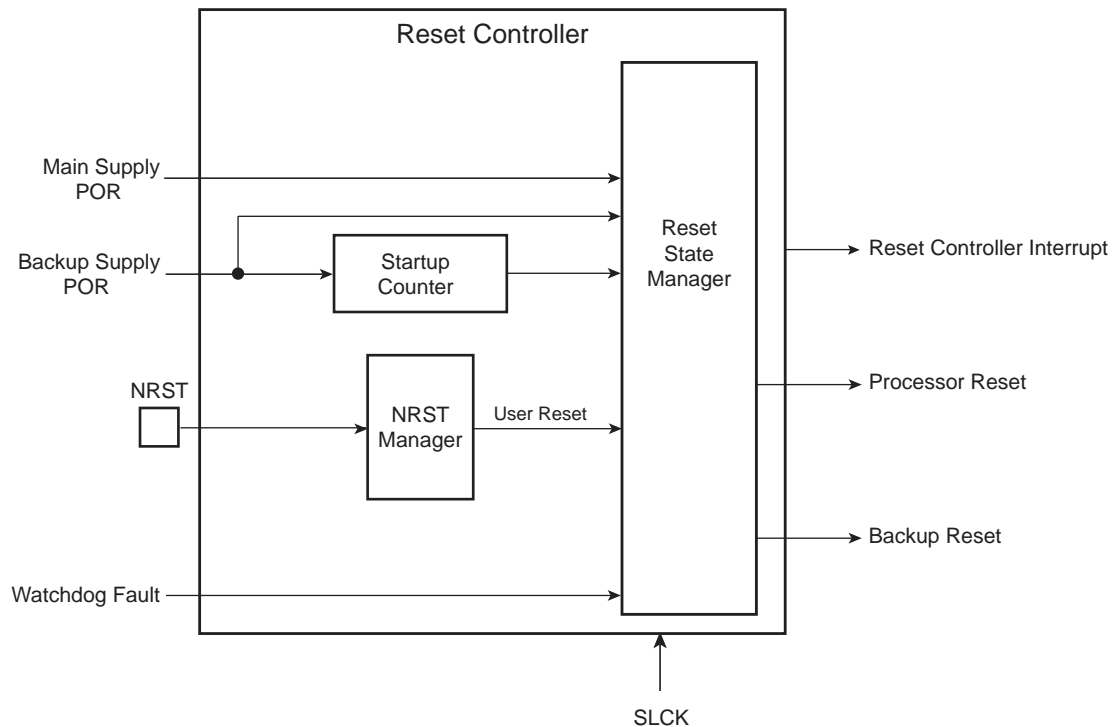 Reset Controller
Main Supply
POR
Backup Supply
POR
Startup
Counter
Reset
State
Manager
Reset Controller Interrupt
NRST
NRST
Manager
User Reset
Processor Reset
Backup Reset
Watchdog Fault
SLCK